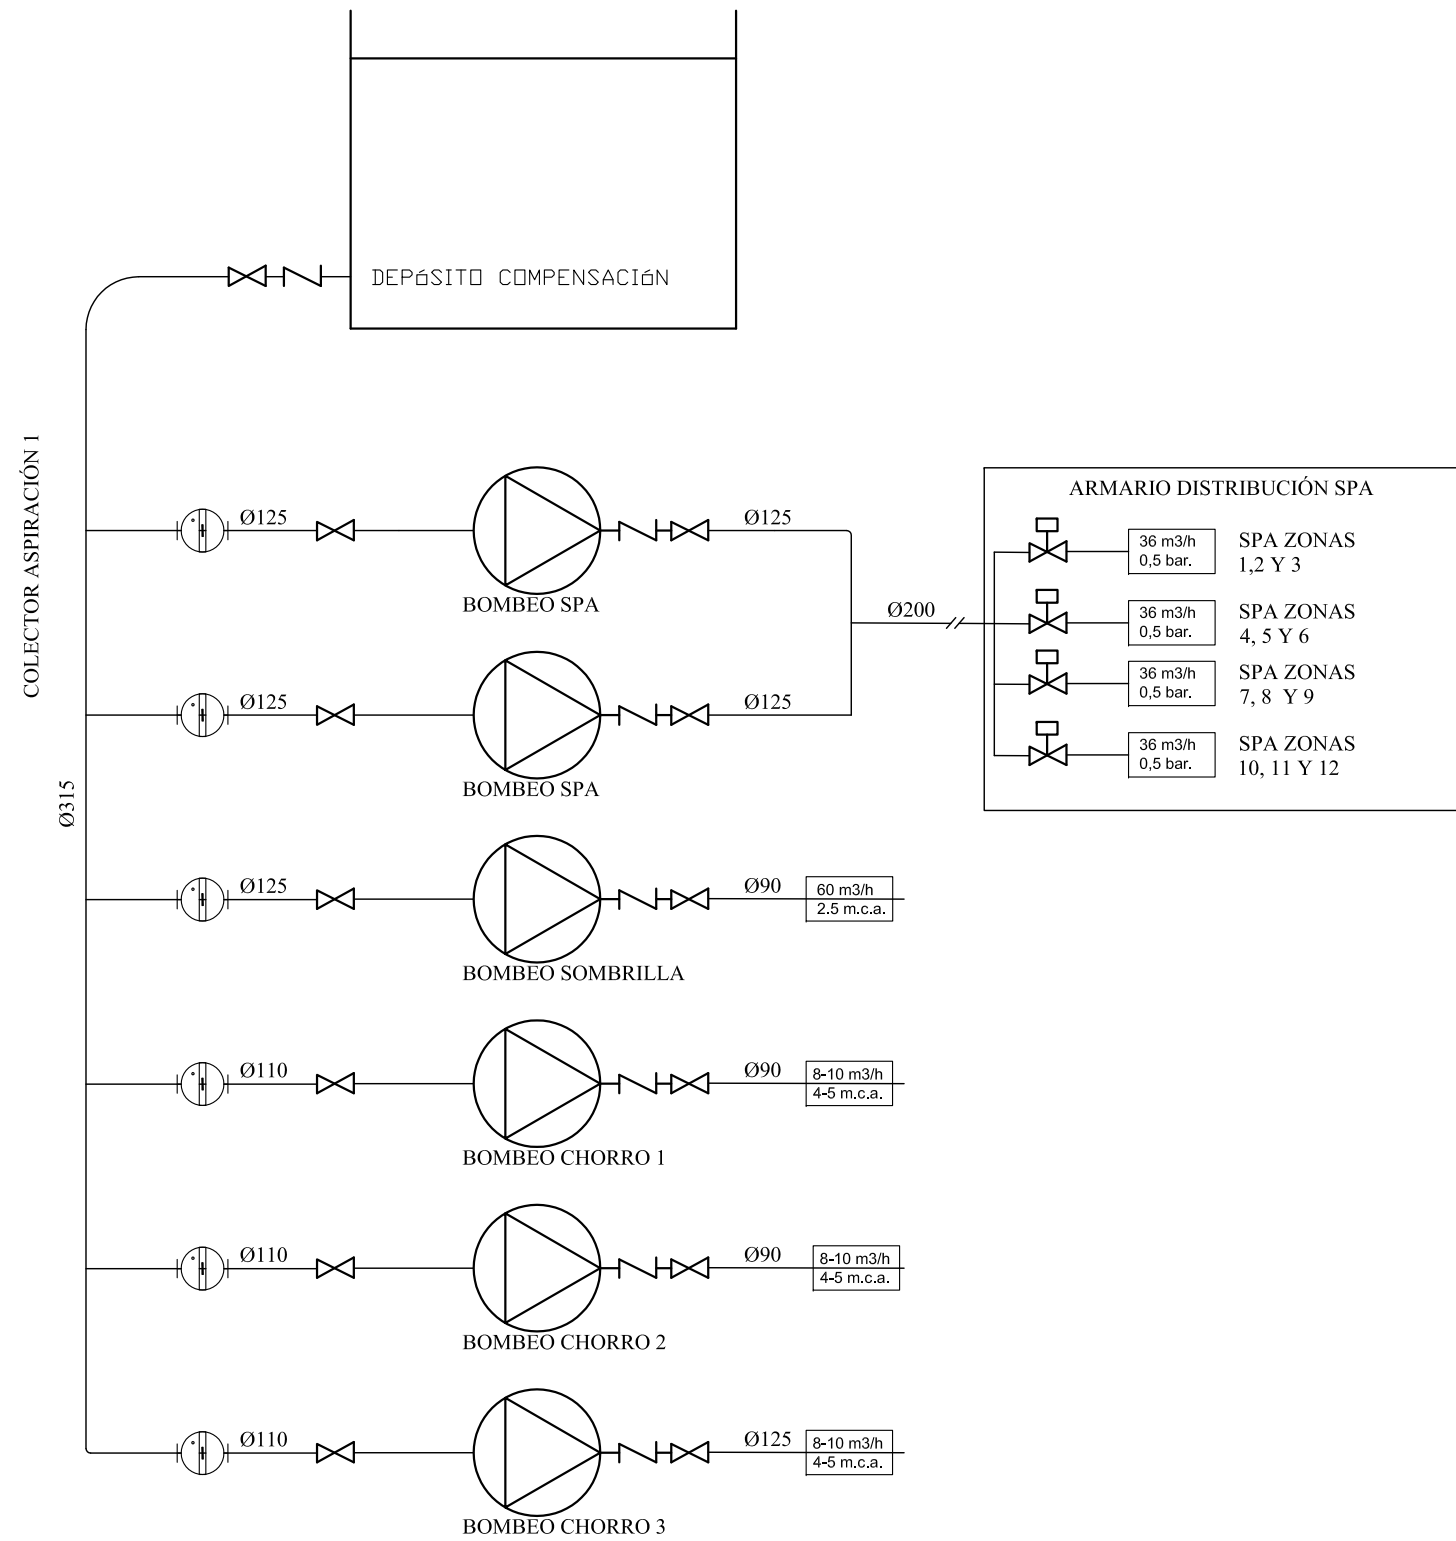 DEPóSITO COMPENSACIóN
COLECTOR ASPIRACIÓN 1
Ø315
Ø125
BOMBEO SPA
Ø125
Ø200
ARMARIO DISTRIBUCIÓN SPA
36 m3/h
0,5 bar.
SPA ZONAS
1,2 Y 3
36 m3/h
0,5 bar.
SPA ZONAS
4, 5 Y 6
36 m3/h
0,5 bar.
SPA ZONAS
7, 8 Y 9
36 m3/h
0,5 bar.
SPA ZONAS
10, 11 Y 12
Ø125
BOMBEO SPA
Ø125
Ø125
BOMBEO SOMBRILLA
Ø90
60 m3/h
2.5 m.c.a.
Ø110
BOMBEO CHORRO 1
Ø90
8-10 m3/h
4-5 m.c.a.
Ø110
BOMBEO CHORRO 2
Ø90
8-10 m3/h
4-5 m.c.a.
Ø110
BOMBEO CHORRO 3
Ø125
8-10 m3/h
4-5 m.c.a.